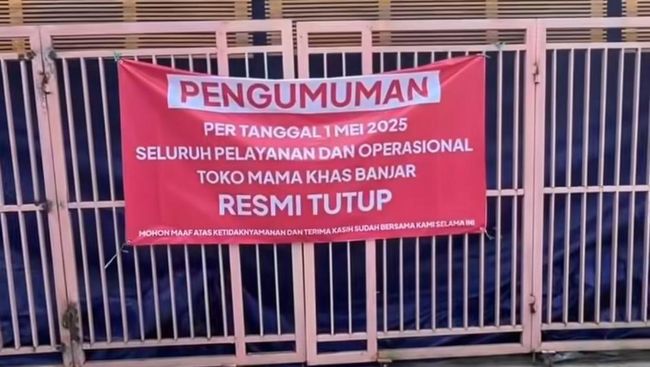 PENGUMUMAN
PER TANGGAL 1 MEI 2025
SELURUH PELAYANAN DAN OPERASIONAL
TOKO MAMA KHAS BANJAR
RESMI TUTUP
MOHON MAAF ATAS KETIDAKNYAMANAN DAN TERIMA KASIH SUDAH BERSAMA KAMI SELAMA INI